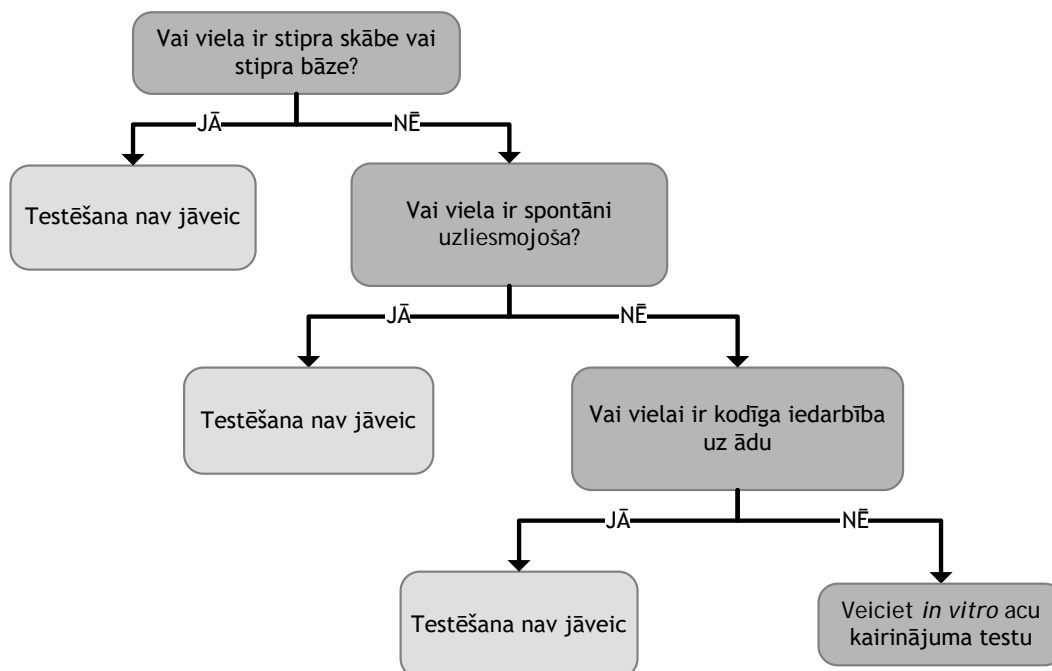 Vai viela ir stipra skābe vai
stipra bāze?
JĀ
NĒ
Testēšana nav jāveic
Vai viela ir spontāni
uzliesmojoša?
JĀ
NĒ
Testēšana nav jāveic
Vai vielai ir kodīga iedarbība
uz ādu
JĀ
NĒ
Testēšana nav jāveic
Veiciet in vitro acu
kairinājuma testu